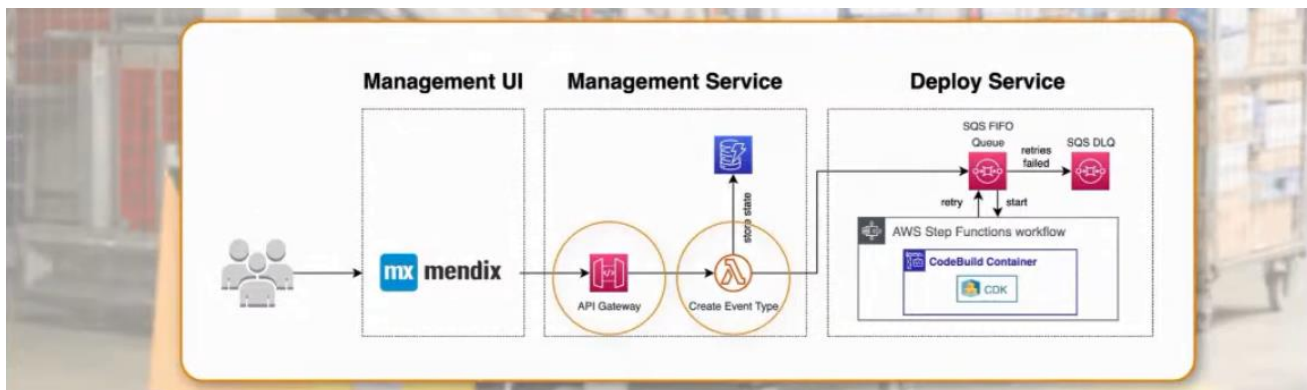 Management UI
Management Service
Deploy Service
SQS FIFO
Queue
SQS DLQ
retries
failed
store state
retry
start
AWS Step Functions workflow
CodeBuild Container
CDK
mx mendix
API Gateway
Create Event Type